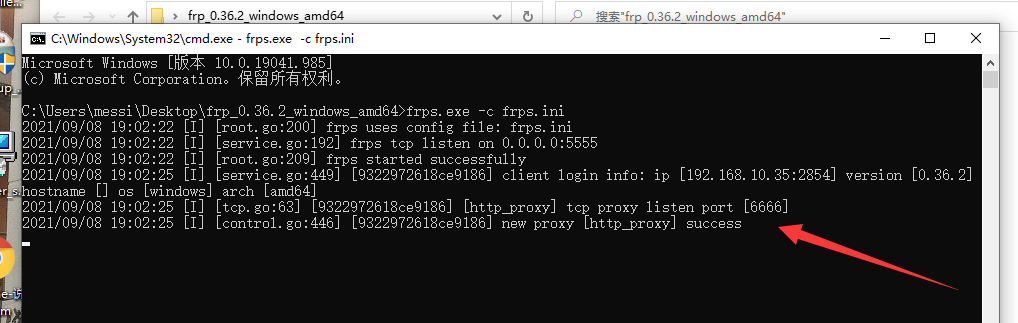 frp_0.36.2_windows_amd64
搜索"frp_0.36.2_windows_amd64"
C:\Windows\System32\cmd.exe - frps.exe  -c frps.ini
Microsoft Windows [版本 10.0.19041.985]
(c) Microsoft Corporation。保留所有权利。
C:\Users\messi\Desktop\frp_0.36.2_windows_amd64>frps.exe -c frps.ini
2021/09/08 19:02:22 [I] [root.go:200] frps uses config file: frps.ini
2021/09/08 19:02:22 [I] [service.go:192] frps tcp listen on 0.0.0.0:5555
2021/09/08 19:02:22 [I] [root.go:209] frps started successfully
2021/09/08 19:02:25 [I] [service.go:449] [9322972618ce9186] client login info: ip [192.168.10.35:2854] version [0.36.2]
hostname [] os [windows] arch [amd64]
2021/09/08 19:02:25 [I] [tcp.go:63] [9322972618ce9186] [http_proxy] tcp proxy listen port [6666]
2021/09/08 19:02:25 [I] [control.go:446] [9322972618ce9186] new proxy [http_proxy] success